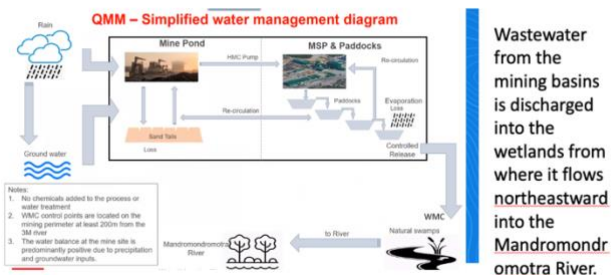 QMM – Simplified water management diagram
Rain
Mine Pond
MSP & Paddocks
HMC Pump
Re-circulation
Paddocks
Evaporation
Loss
Re-circulation
Sand Tails
Loss
Controlled
Release
Ground water
Notes:
1. No chemicals added to the process or
water treatment
2. WMC control points are located on the
mining perimeter at least 200m from the
3M river
3. The water balance at the mine site is
predominantly positive due to precipitation
and groundwater inputs.
WMC
Natural swamps
to River
Mandromondromotra
River
Wastewater
from the
mining basins
is discharged
into the
wetlands from
where it flows
northeastward
into the
Mandromondr
omotra River.